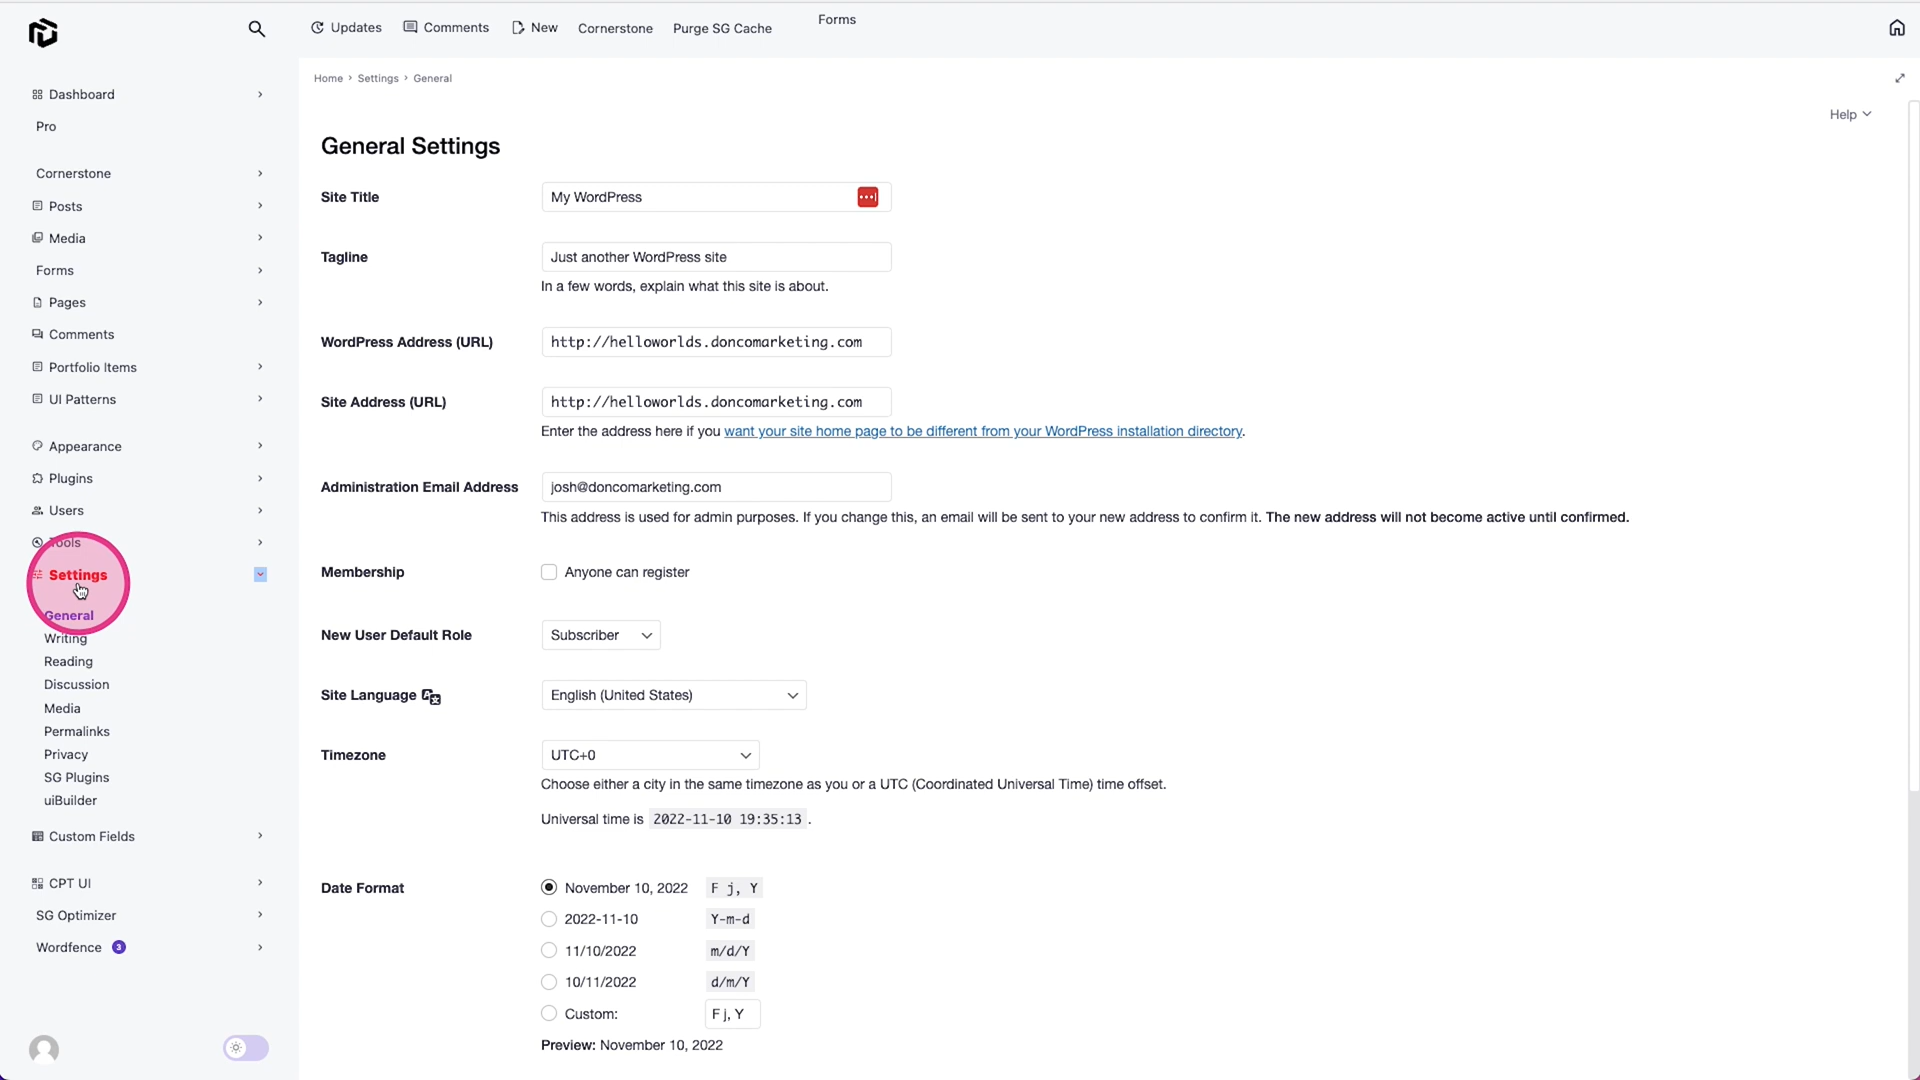 Updates Comments New Cornerstone Purge SG Cache Forms
Home › Settings › General
Help
Dashboard
Pro
Cornerstone
Posts
Media
Forms
Pages
Comments
Portfolio Items
UI Patterns
Appearance
Plugins
Users
Tools
Settings
General
Writing
Reading
Discussion
Media
Permalinks
Privacy
SG Plugins
uiBuilder
Custom Fields
CPT UI
SG Optimizer
Wordfence 3
General Settings
Site Title My WordPress
Tagline Just another WordPress site
In a few words, explain what this site is about.
WordPress Address (URL) http://helloworlds.doncomarketing.com
Site Address (URL) http://helloworlds.doncomarketing.com
Enter the address here if you want your site home page to be different from your WordPress installation directory.
Administration Email Address josh@doncomarketing.com
This address is used for admin purposes. If you change this, an email will be sent to your new address to confirm it. The new address will not become active until confirmed.
Membership Anyone can register
New User Default Role Subscriber
Site Language English (United States)
Timezone UTC+0
Choose either a city in the same timezone as you or a UTC (Coordinated Universal Time) time offset.
Universal time is 2022-11-10 19:35:13 .
Date Format November 10, 2022 F j, Y
2022-11-10 Y-m-d
11/10/2022 m/d/Y
10/11/2022 d/m/Y
Custom: F j, Y
Preview: November 10, 2022